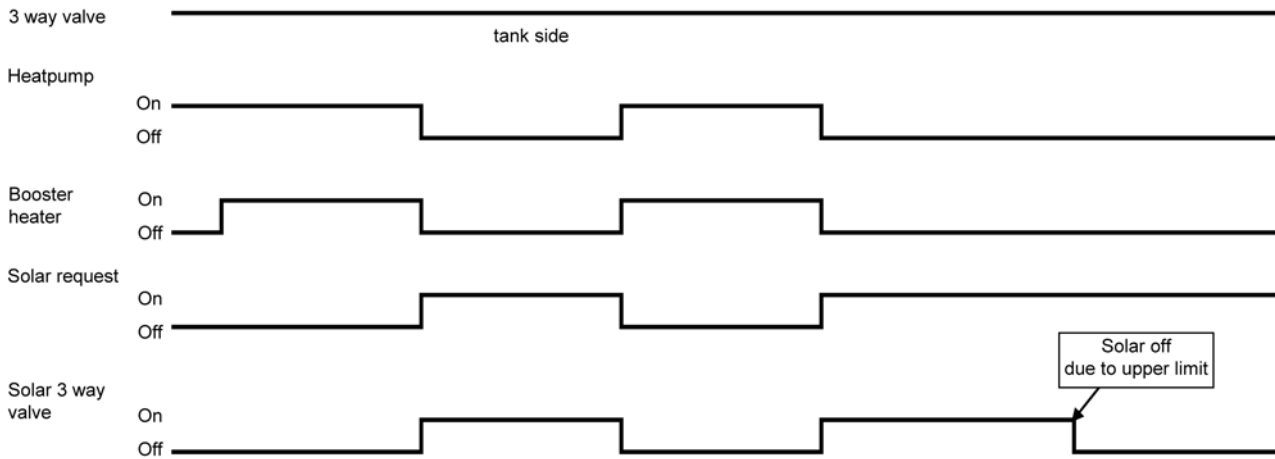 3 way valve
tank side
Heatpump
On
Off
Booster
heater
On
Off
Solar request
On
Off
Solar off
due to upper limit
Solar 3 way
valve
On
Off